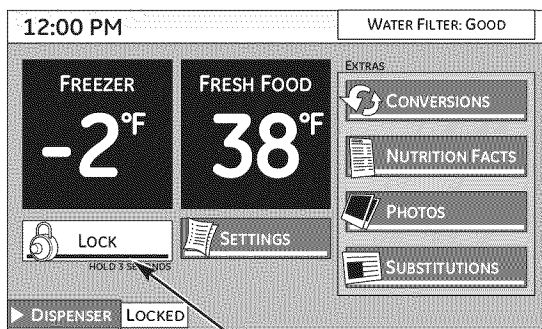 12:00 PM
WATER FILTER: GOOD
FREEZER
-2°F
FRESH FOOD
38°F
EXTRAS
CONVERSIONS
NUTRITION FACTS
PHOTOS
SUBSTITUTIONS
LOCK
HOLD 3 SECONDS
SETTINGS
DISPENSER LOCKED